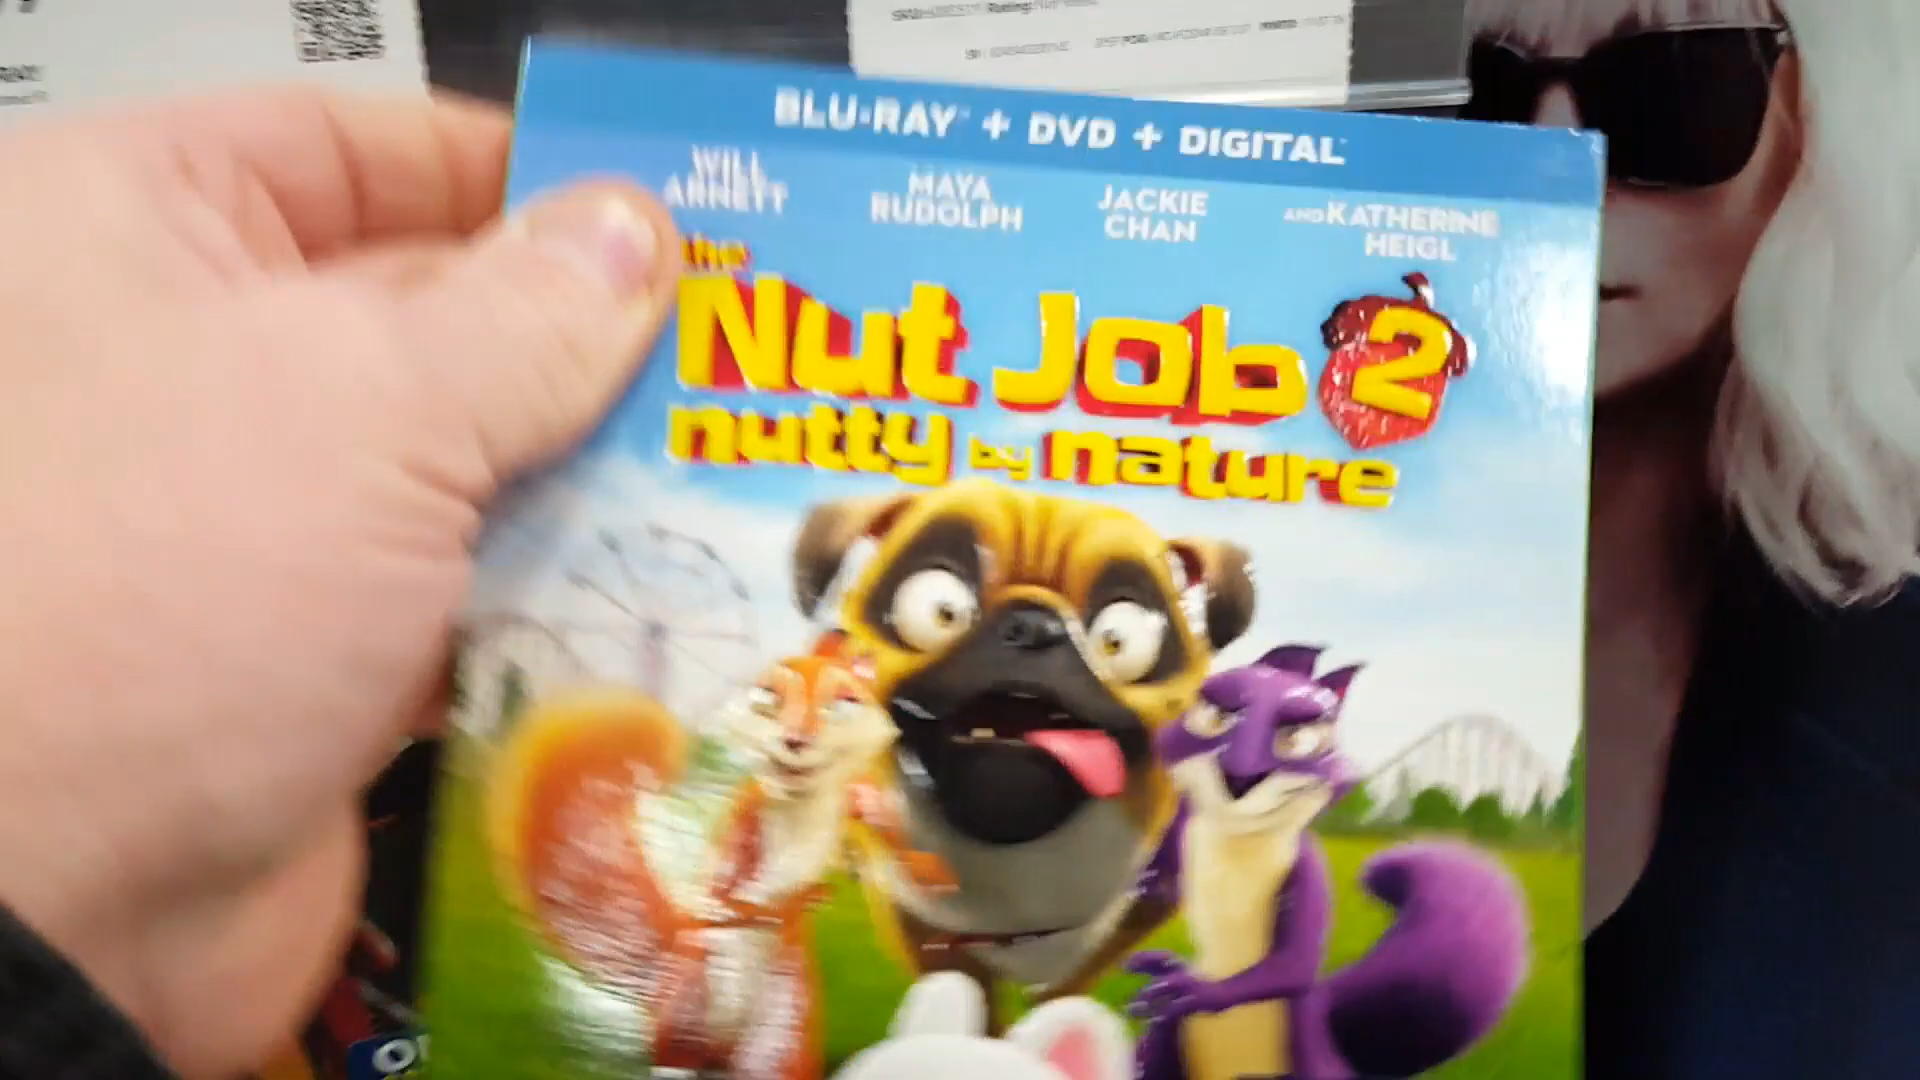 BLU-RAY + DVD + DIGITAL
WILL ARNETT
MAYA RUDOLPH
JACKIE CHAN
AND KATHERINE HEIGL
the
Nut Job 2
nutty by nature